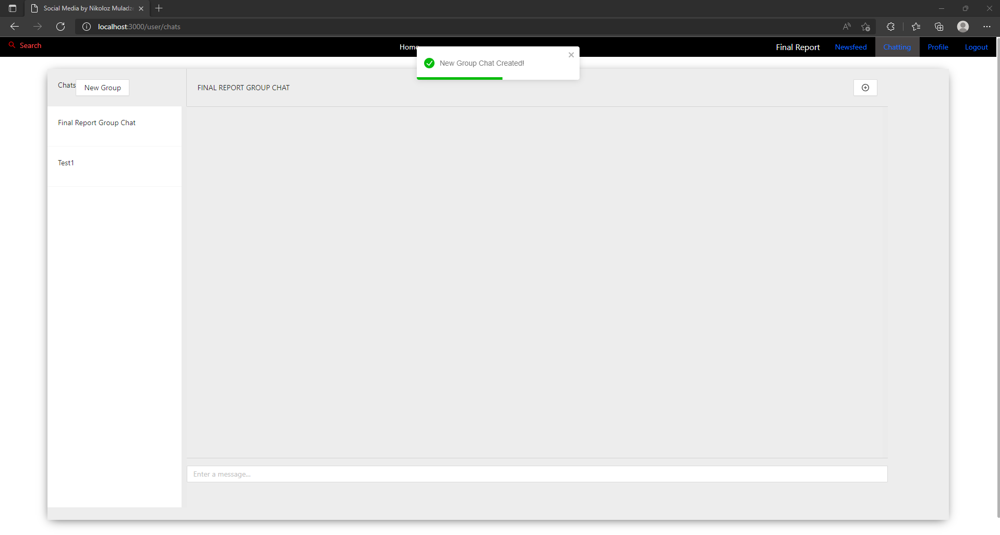 Social Media by Nikoloz Muladze
localhost:3000/user/chats
Search
Home
Final Report
Newsfeed
Chatting
Profile
Logout
New Group Chat Created!
Chats
New Group
FINAL REPORT GROUP CHAT
Final Report Group Chat
Test1
Enter a message...